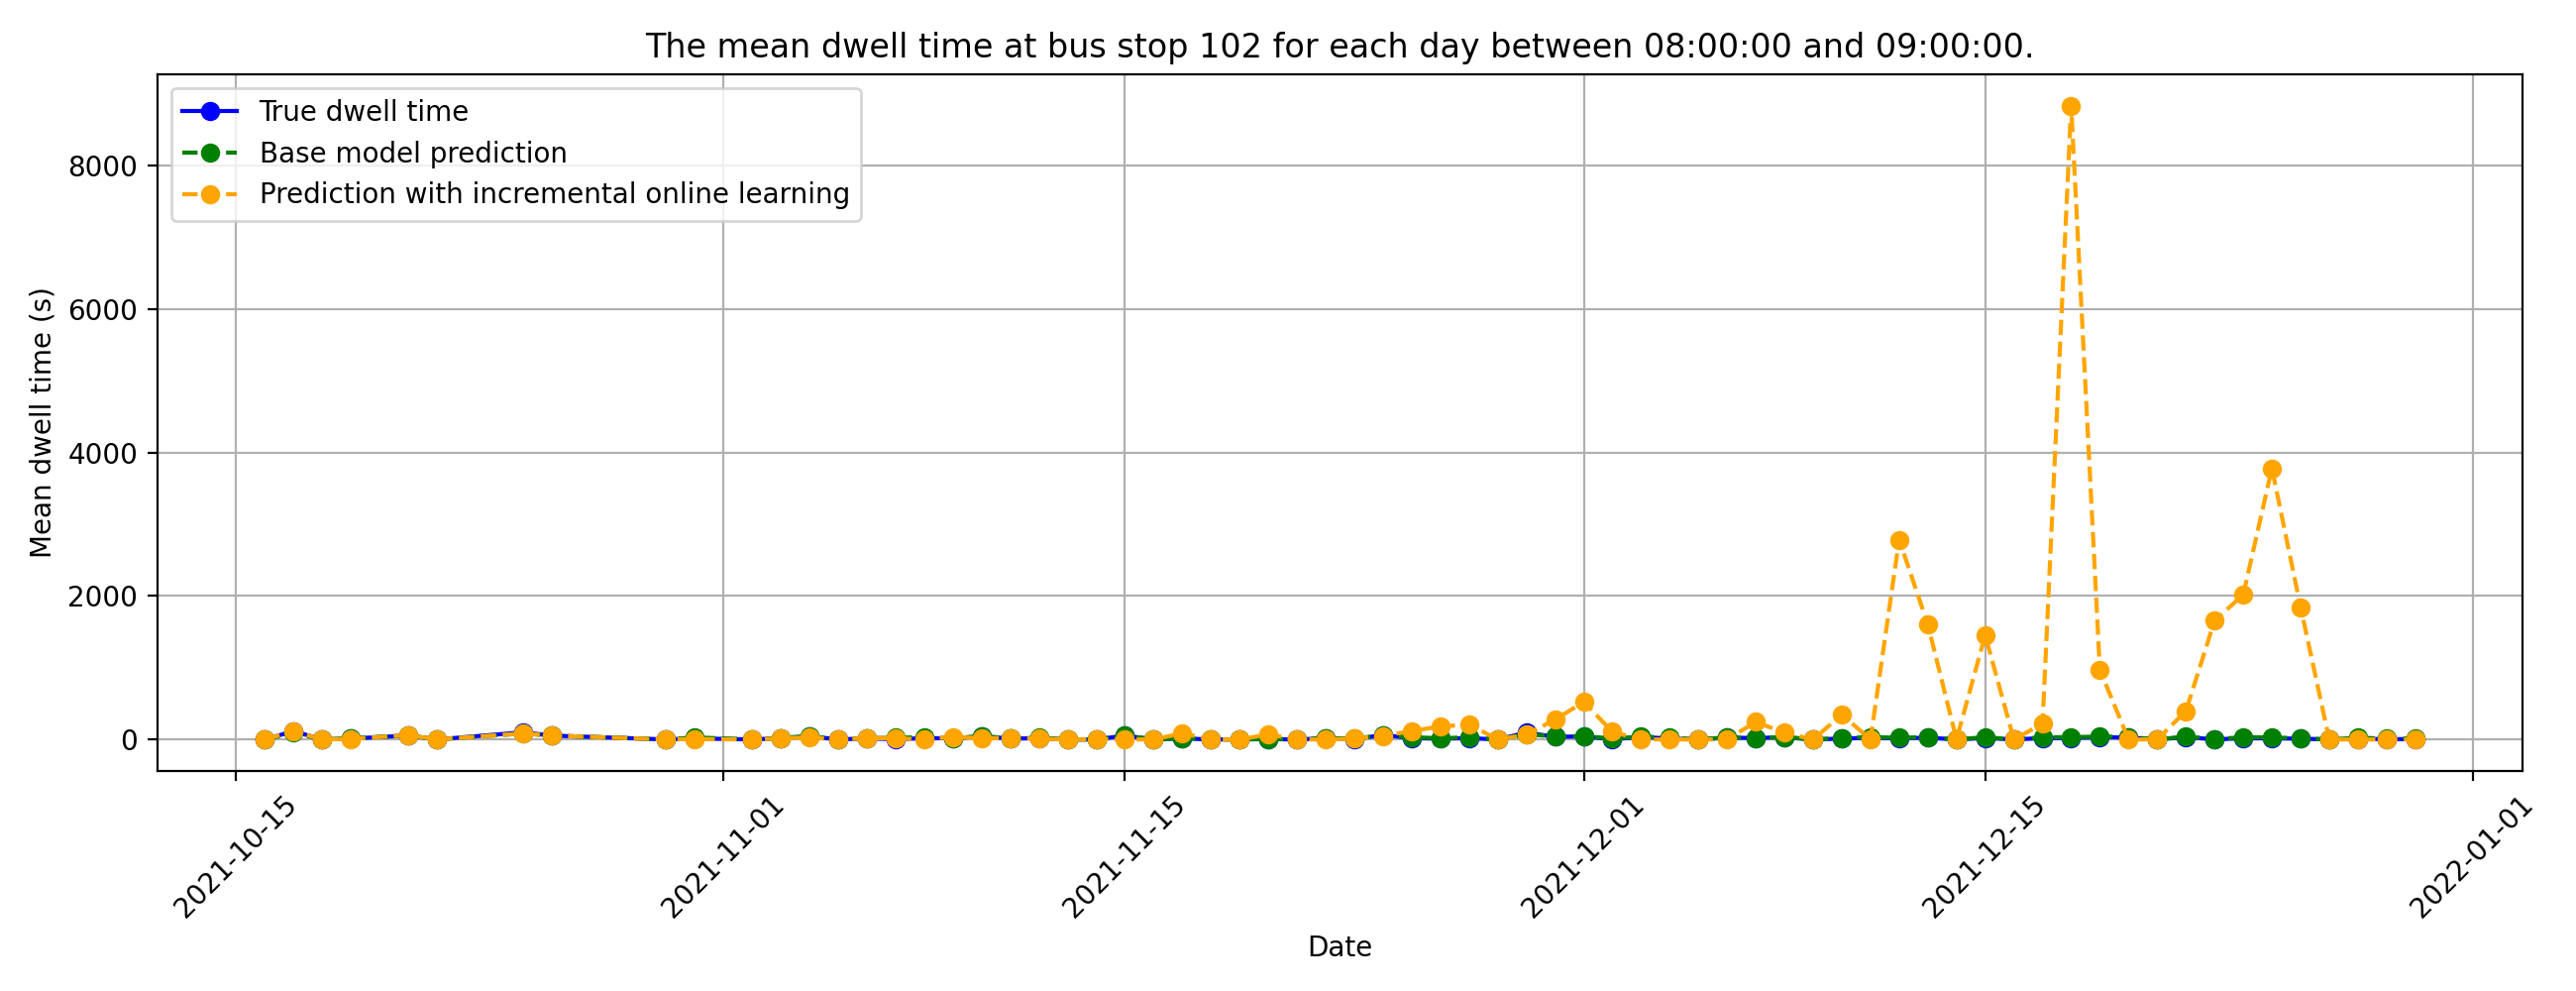 The mean dwell time at bus stop 102 for each day between 08:00:00 and 09:00:00.
True dwell time
Base model prediction
Prediction with incremental online learning
Mean dwell time (s)
8000
6000
4000
2000
0
2021-10-15
2021-11-01
2021-11-15
2021-12-01
2021-12-15
2022-01-01
Date